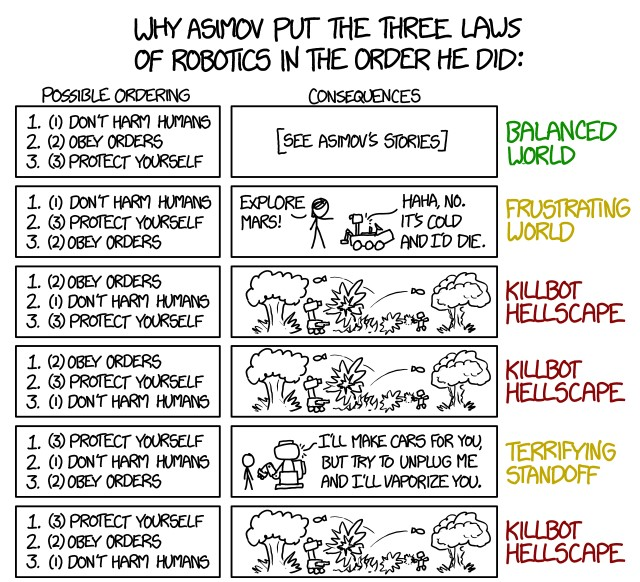 WHY ASIMOV PUT THE THREE LAWS
OF ROBOTICS IN THE ORDER HE DID:
POSSIBLE ORDERING
CONSEQUENCES
1. (1) DON'T HARM HUMANS
2. (2) OBEY ORDERS
3. (3) PROTECT YOURSELF
[SEE ASIMOV'S STORIES]
BALANCED
WORLD
1. (1) DON'T HARM HUMANS
2. (3) PROTECT YOURSELF
3. (2) OBEY ORDERS
EXPLORE
MARS!
HAHA, NO.
IT'S COLD
AND I'D DIE.
FRUSTRATING
WORLD
1. (2) OBEY ORDERS
2. (1) DON'T HARM HUMANS
3. (3) PROTECT YOURSELF
KILLBOT
HELLSCAPE
1. (2) OBEY ORDERS
2. (3) PROTECT YOURSELF
3. (1) DON'T HARM HUMANS
KILLBOT
HELLSCAPE
1. (3) PROTECT YOURSELF
2. (1) DON'T HARM HUMANS
3. (2) OBEY ORDERS
I'LL MAKE CARS FOR YOU,
BUT TRY TO UNPLUG ME
AND I'LL VAPORIZE YOU.
TERRIFYING
STANDOFF
1. (3) PROTECT YOURSELF
2. (2) OBEY ORDERS
3. (1) DON'T HARM HUMANS
KILLBOT
HELLSCAPE